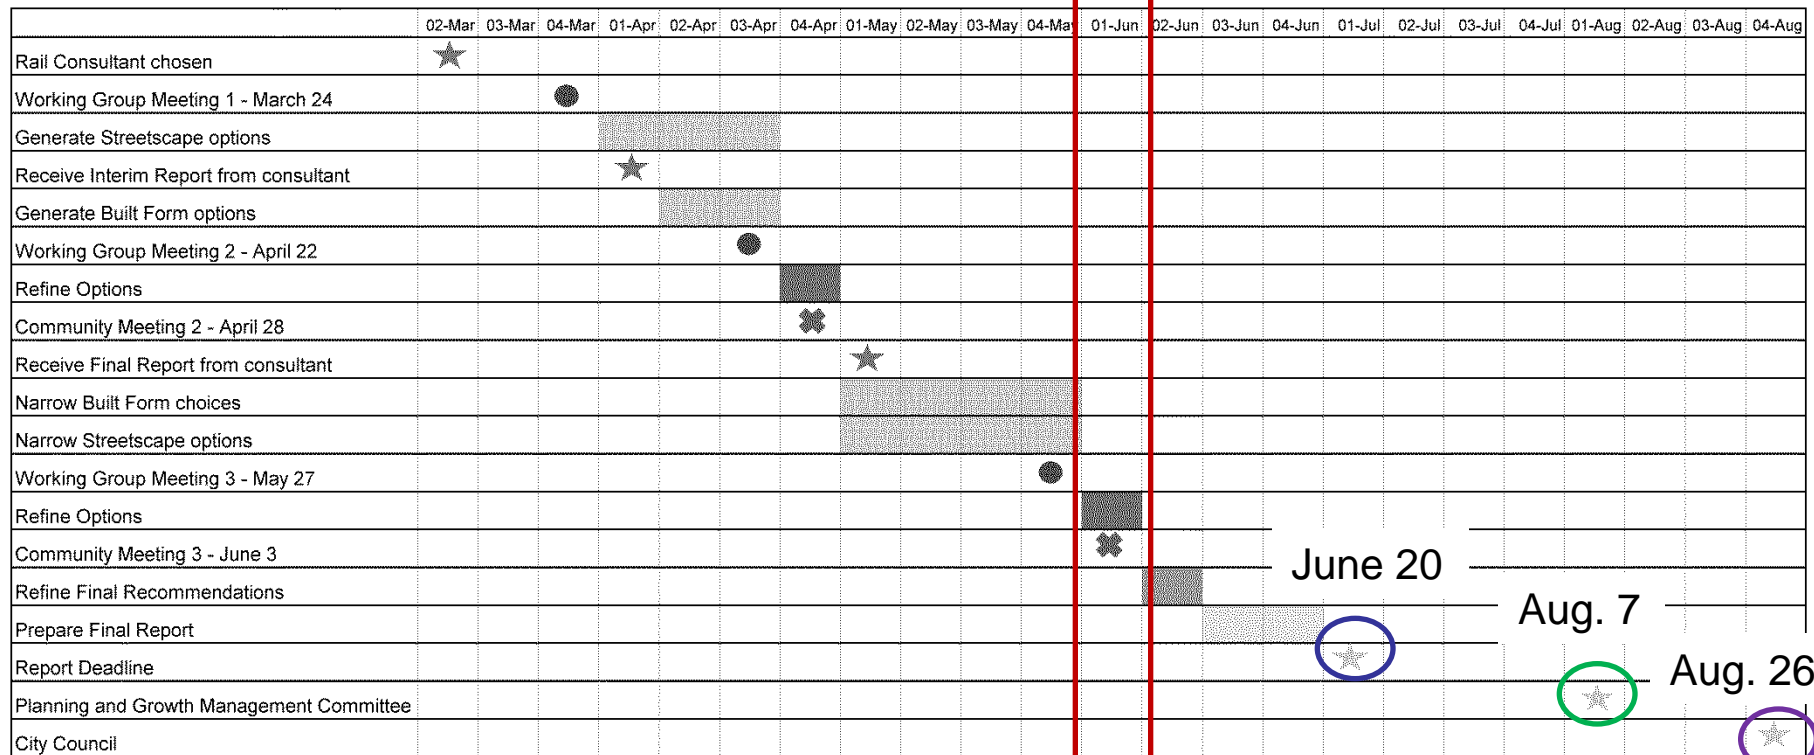 02-Mar 03-Mar 04-Mar 01-Apr 02-Apr 03-Apr 04-Apr 01-May 02-May 03-May 04-May 01-Jun 02-Jun 03-Jun 04-Jun 01-Jul 02-Jul 03-Jul 04-Jul 01-Aug 02-Aug 03-Aug 04-Aug
Rail Consultant chosen
Working Group Meeting 1 - March 24
Generate Streetscape options
Receive Interim Report from consultant
Generate Built Form options
Working Group Meeting 2 - April 22
Refine Options
Community Meeting 2 - April 28
Receive Final Report from consultant
Narrow Built Form choices
Narrow Streetscape options
Working Group Meeting 3 - May 27
Refine Options
Community Meeting 3 - June 3
June 20
Refine Final Recommendations
Aug. 7
Prepare Final Report
Report Deadline
Aug. 26
Planning and Growth Management Committee
City Council